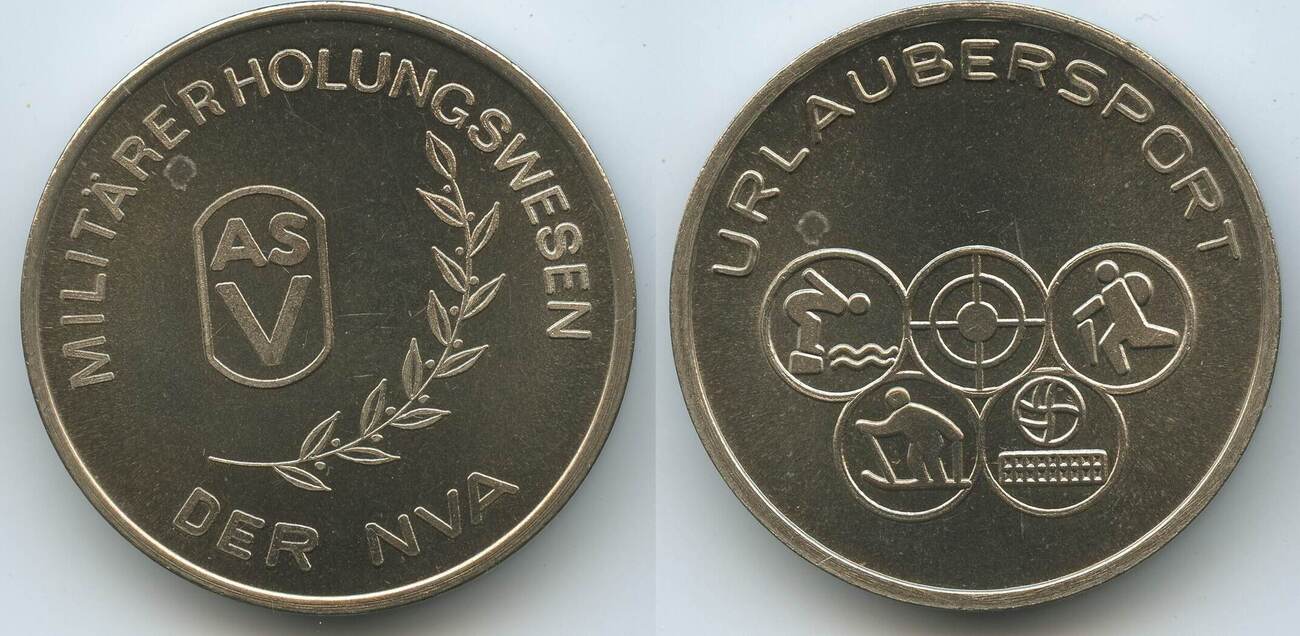 MILITÄRERHOLUNGSWESEN
AS
V
DER NVA
URLAUBERSPORT